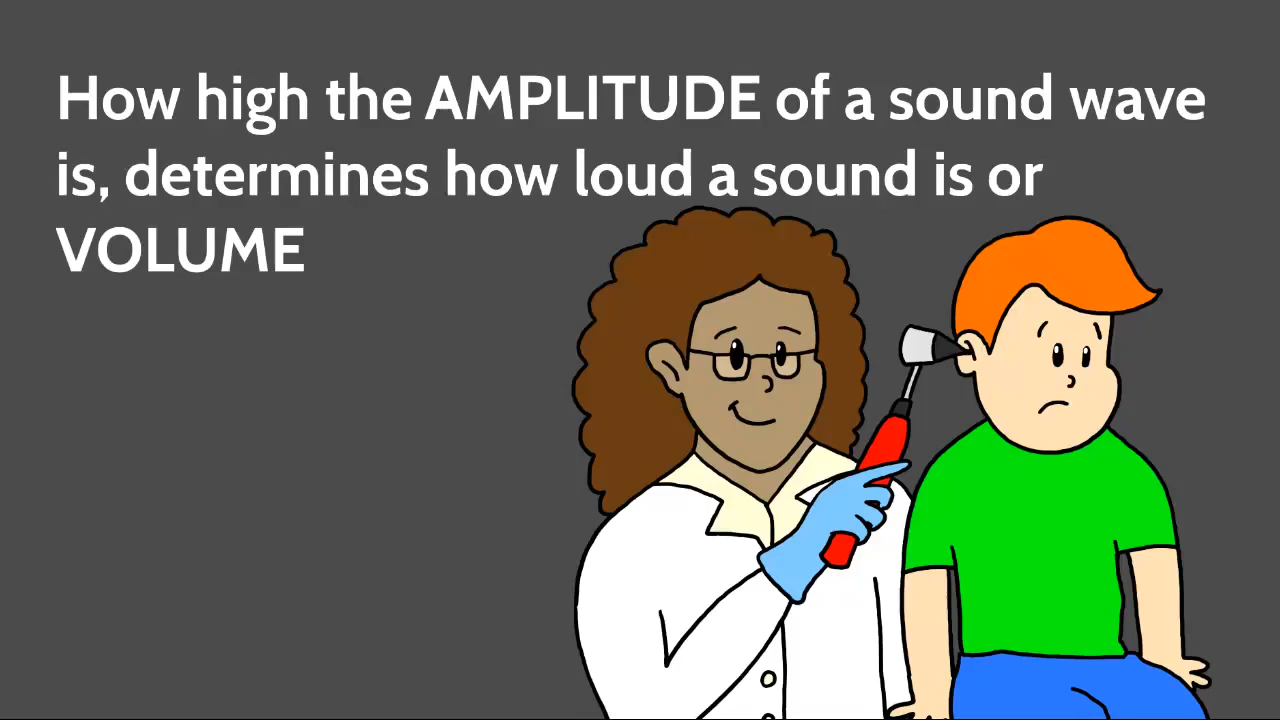 How high the AMPLITUDE of a sound wave
is, determines how loud a sound is or
VOLUME